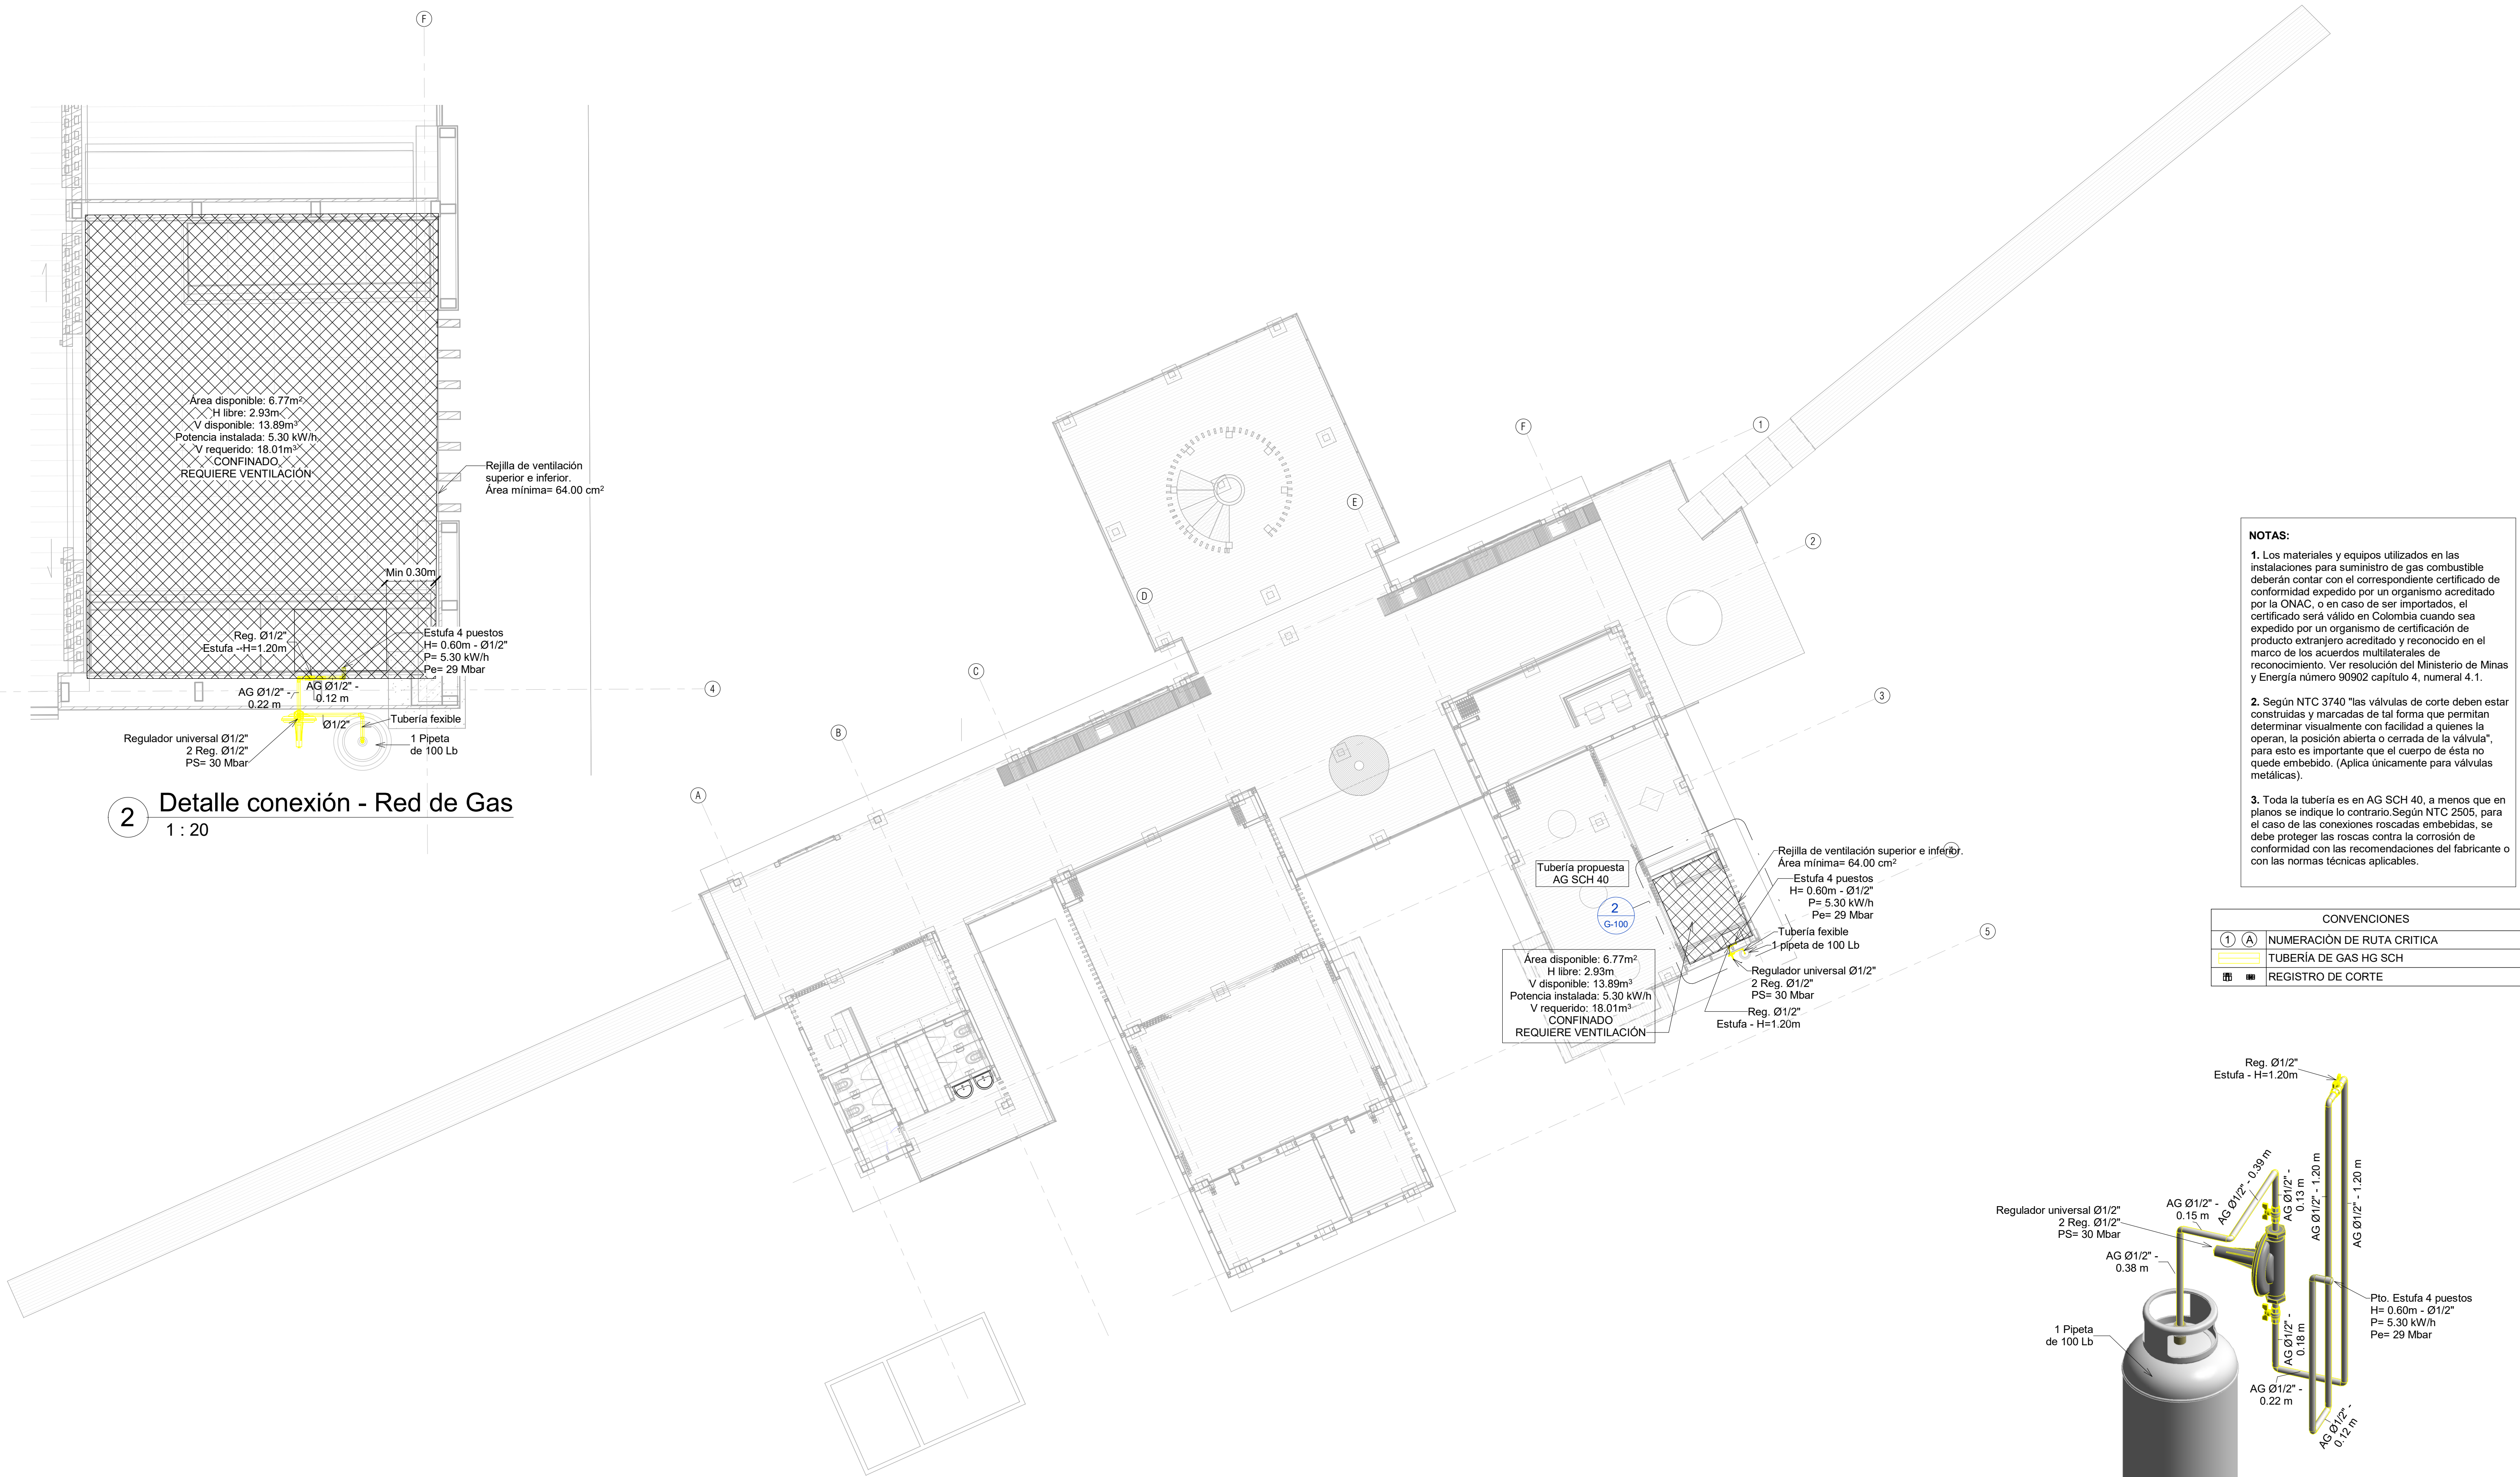 F
Área disponible: 6.77m²
H libre: 2.93m
V disponible: 13.89m³
Potencia instalada: 5.30 kW/h
V requerido: 18.01m³
CONFINADO
REQUIERE VENTILACIÓN
Rejilla de ventilación
superior e inferior.
Área mínima= 64.00 cm²
Min 0.30m
Reg. Ø1/2"
Estufa - H=1.20m
Estufa 4 puestos
H= 0.60m - Ø1/2"
P= 5.30 kW/h
Pe= 29 Mbar
AG Ø1/2" -
0.22 m
AG Ø1/2" -
0.12 m
4
Ø1/2"
Tubería fexible
Regulador universal Ø1/2"
2 Reg. Ø1/2"
PS= 30 Mbar
1 Pipeta
de 100 Lb
2
Detalle conexión - Red de Gas
1 : 20
A
B
C
D
E
F
1
2
3
4
5
Tubería propuesta
AG SCH 40
2
G-100
Rejilla de ventilación superior e inferior.
Área mínima= 64.00 cm²
Estufa 4 puestos
H= 0.60m - Ø1/2"
P= 5.30 kW/h
Pe= 29 Mbar
Tubería fexible
1 pipeta de 100 Lb
Regulador universal Ø1/2"
2 Reg. Ø1/2"
PS= 30 Mbar
Reg. Ø1/2"
Estufa - H=1.20m
Área disponible: 6.77m²
H libre: 2.93m
V disponible: 13.89m³
Potencia instalada: 5.30 kW/h
V requerido: 18.01m³
CONFINADO
REQUIERE VENTILACIÓN
NOTAS:
1. Los materiales y equipos utilizados en las
instalaciones para suministro de gas combustible
deberán contar con el correspondiente certificado de
conformidad expedido por un organismo acreditado
por la ONAC, o en caso de ser importados, el
certificado será válido en Colombia cuando sea
expedido por un organismo de certificación de
producto extranjero acreditado y reconocido en el
marco de los acuerdos multilaterales de
reconocimiento. Ver resolución del Ministerio de Minas
y Energía número 90902 capítulo 4, numeral 4.1.
2. Según NTC 3740 "las válvulas de corte deben estar
construidas y marcadas de tal forma que permitan
determinar visualmente con facilidad a quienes la
operan, la posición abierta o cerrada de la válvula",
para esto es importante que el cuerpo de ésta no
quede embebido. (Aplica únicamente para válvulas
metálicas).
3. Toda la tubería es en AG SCH 40, a menos que en
planos se indique lo contrario.Según NTC 2505, para
el caso de las conexiones roscadas embebidas, se
debe proteger las roscas contra la corrosión de
conformidad con las recomendaciones del fabricante o
con las normas técnicas aplicables.
CONVENCIONES
1 A NUMERACIÒN DE RUTA CRITICA
TUBERÍA DE GAS HG SCH
REGISTRO DE CORTE
Reg. Ø1/2"
Estufa - H=1.20m
AG Ø1/2" - 0.39 m
AG Ø1/2" -
0.13 m
AG Ø1/2" - 1.20 m
AG Ø1/2" - 1.20 m
AG Ø1/2" -
0.15 m
Regulador universal Ø1/2"
2 Reg. Ø1/2"
PS= 30 Mbar
AG Ø1/2" -
0.38 m
Pto. Estufa 4 puestos
H= 0.60m - Ø1/2"
P= 5.30 kW/h
Pe= 29 Mbar
1 Pipeta
de 100 Lb
AG Ø1/2" -
0.18 m
AG Ø1/2" -
0.22 m
AG Ø1/2" -
0.12 m